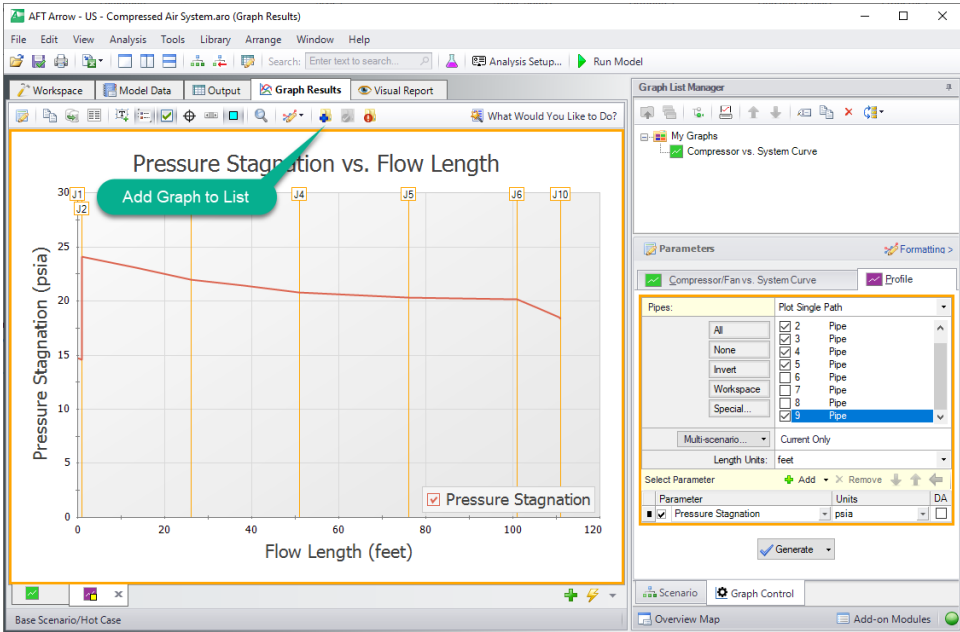 AFT Arrow - US - Compressed Air System.aro (Graph Results)
File Edit View Analysis Tools Library Arrange Window Help
Search: Enter text to search... Analysis Setup... Run Model
Workspace Model Data Output Graph Results Visual Report
What Would You Like to Do?
Pressure Stagnation vs. Flow Length
Add Graph to List
J1 J4 J5 J6 J10
J2
30
25
20
15
10
5
0
Pressure Stagnation (psia)
Pressure Stagnation
0 20 40 60 80 100 120
Flow Length (feet)
Base Scenario/Hot Case
Graph List Manager
My Graphs
Compressor vs. System Curve
Parameters Formatting >
Compressor/Fan vs. System Curve Profile
Pipes: Plot Single Path
All
None
Invert
Workspace
Special...
2 Pipe
3 Pipe
4 Pipe
5 Pipe
6 Pipe
7 Pipe
8 Pipe
9 Pipe
Multi-scenario... Current Only
Length Units: feet
Select Parameter Add Remove
Parameter Units DA
Pressure Stagnation psia
Generate
Scenario Graph Control
Overview Map Add-on Modules